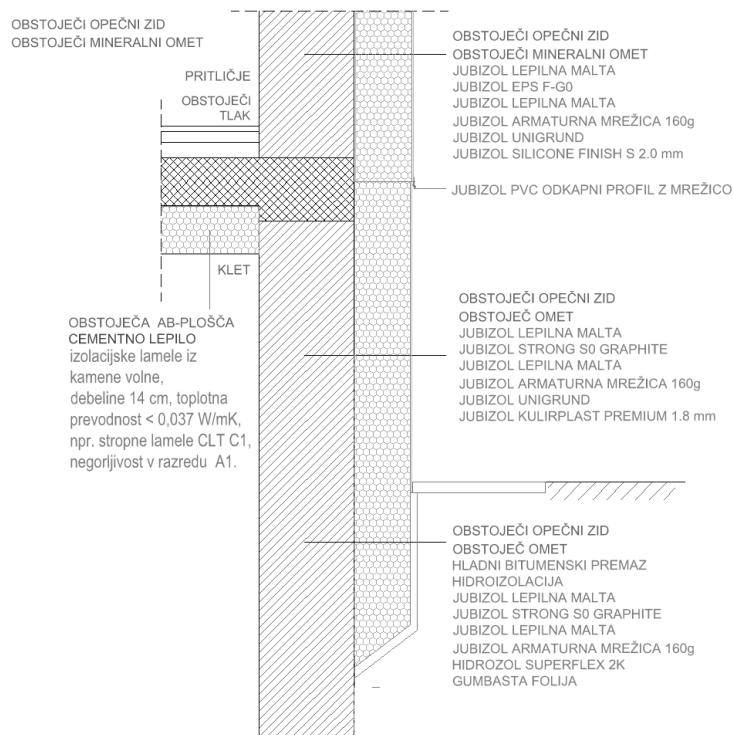 OBSTOJEČI OPEČNI ZID
OBSTOJEČI MINERALNI OMET
PRITLIČJE
OBSTOJEČI
TLAK
KLET
OBSTOJEČA AB-PLOŠČA
CEMENTNO LEPILO
izolacijske lamele iz
kamene volne,
debeline 14 cm, toplotna
prevodnost < 0,037 W/mK,
npr. stropne lamele CLT C1,
negorljivost v razredu A1.
OBSTOJEČI OPEČNI ZID
OBSTOJEČI MINERALNI OMET
JUBIZOL LEPILNA MALTA
JUBIZOL EPS F-G0
JUBIZOL LEPILNA MALTA
JUBIZOL ARMATURNA MREŽICA 160g
JUBIZOL UNIGRUND
JUBIZOL SILICONE FINISH S 2.0 mm
JUBIZOL PVC ODKAPNI PROFIL Z MREŽICO
OBSTOJEČI OPEČNI ZID
OBSTOJEČ OMET
JUBIZOL LEPILNA MALTA
JUBIZOL STRONG S0 GRAPHITE
JUBIZOL LEPILNA MALTA
JUBIZOL ARMATURNA MREŽICA 160g
JUBIZOL UNIGRUND
JUBIZOL KULIRPLAST PREMIUM 1.8 mm
OBSTOJEČI OPEČNI ZID
OBSTOJEČ OMET
HLADNI BITUMENSKI PREMAZ
HIDROIZOLACIJA
JUBIZOL LEPILNA MALTA
JUBIZOL STRONG S0 GRAPHITE
JUBIZOL LEPILNA MALTA
JUBIZOL ARMATURNA MREŽICA 160g
HIDROZOL SUPERFLEX 2K
GUMBASTA FOLIJA